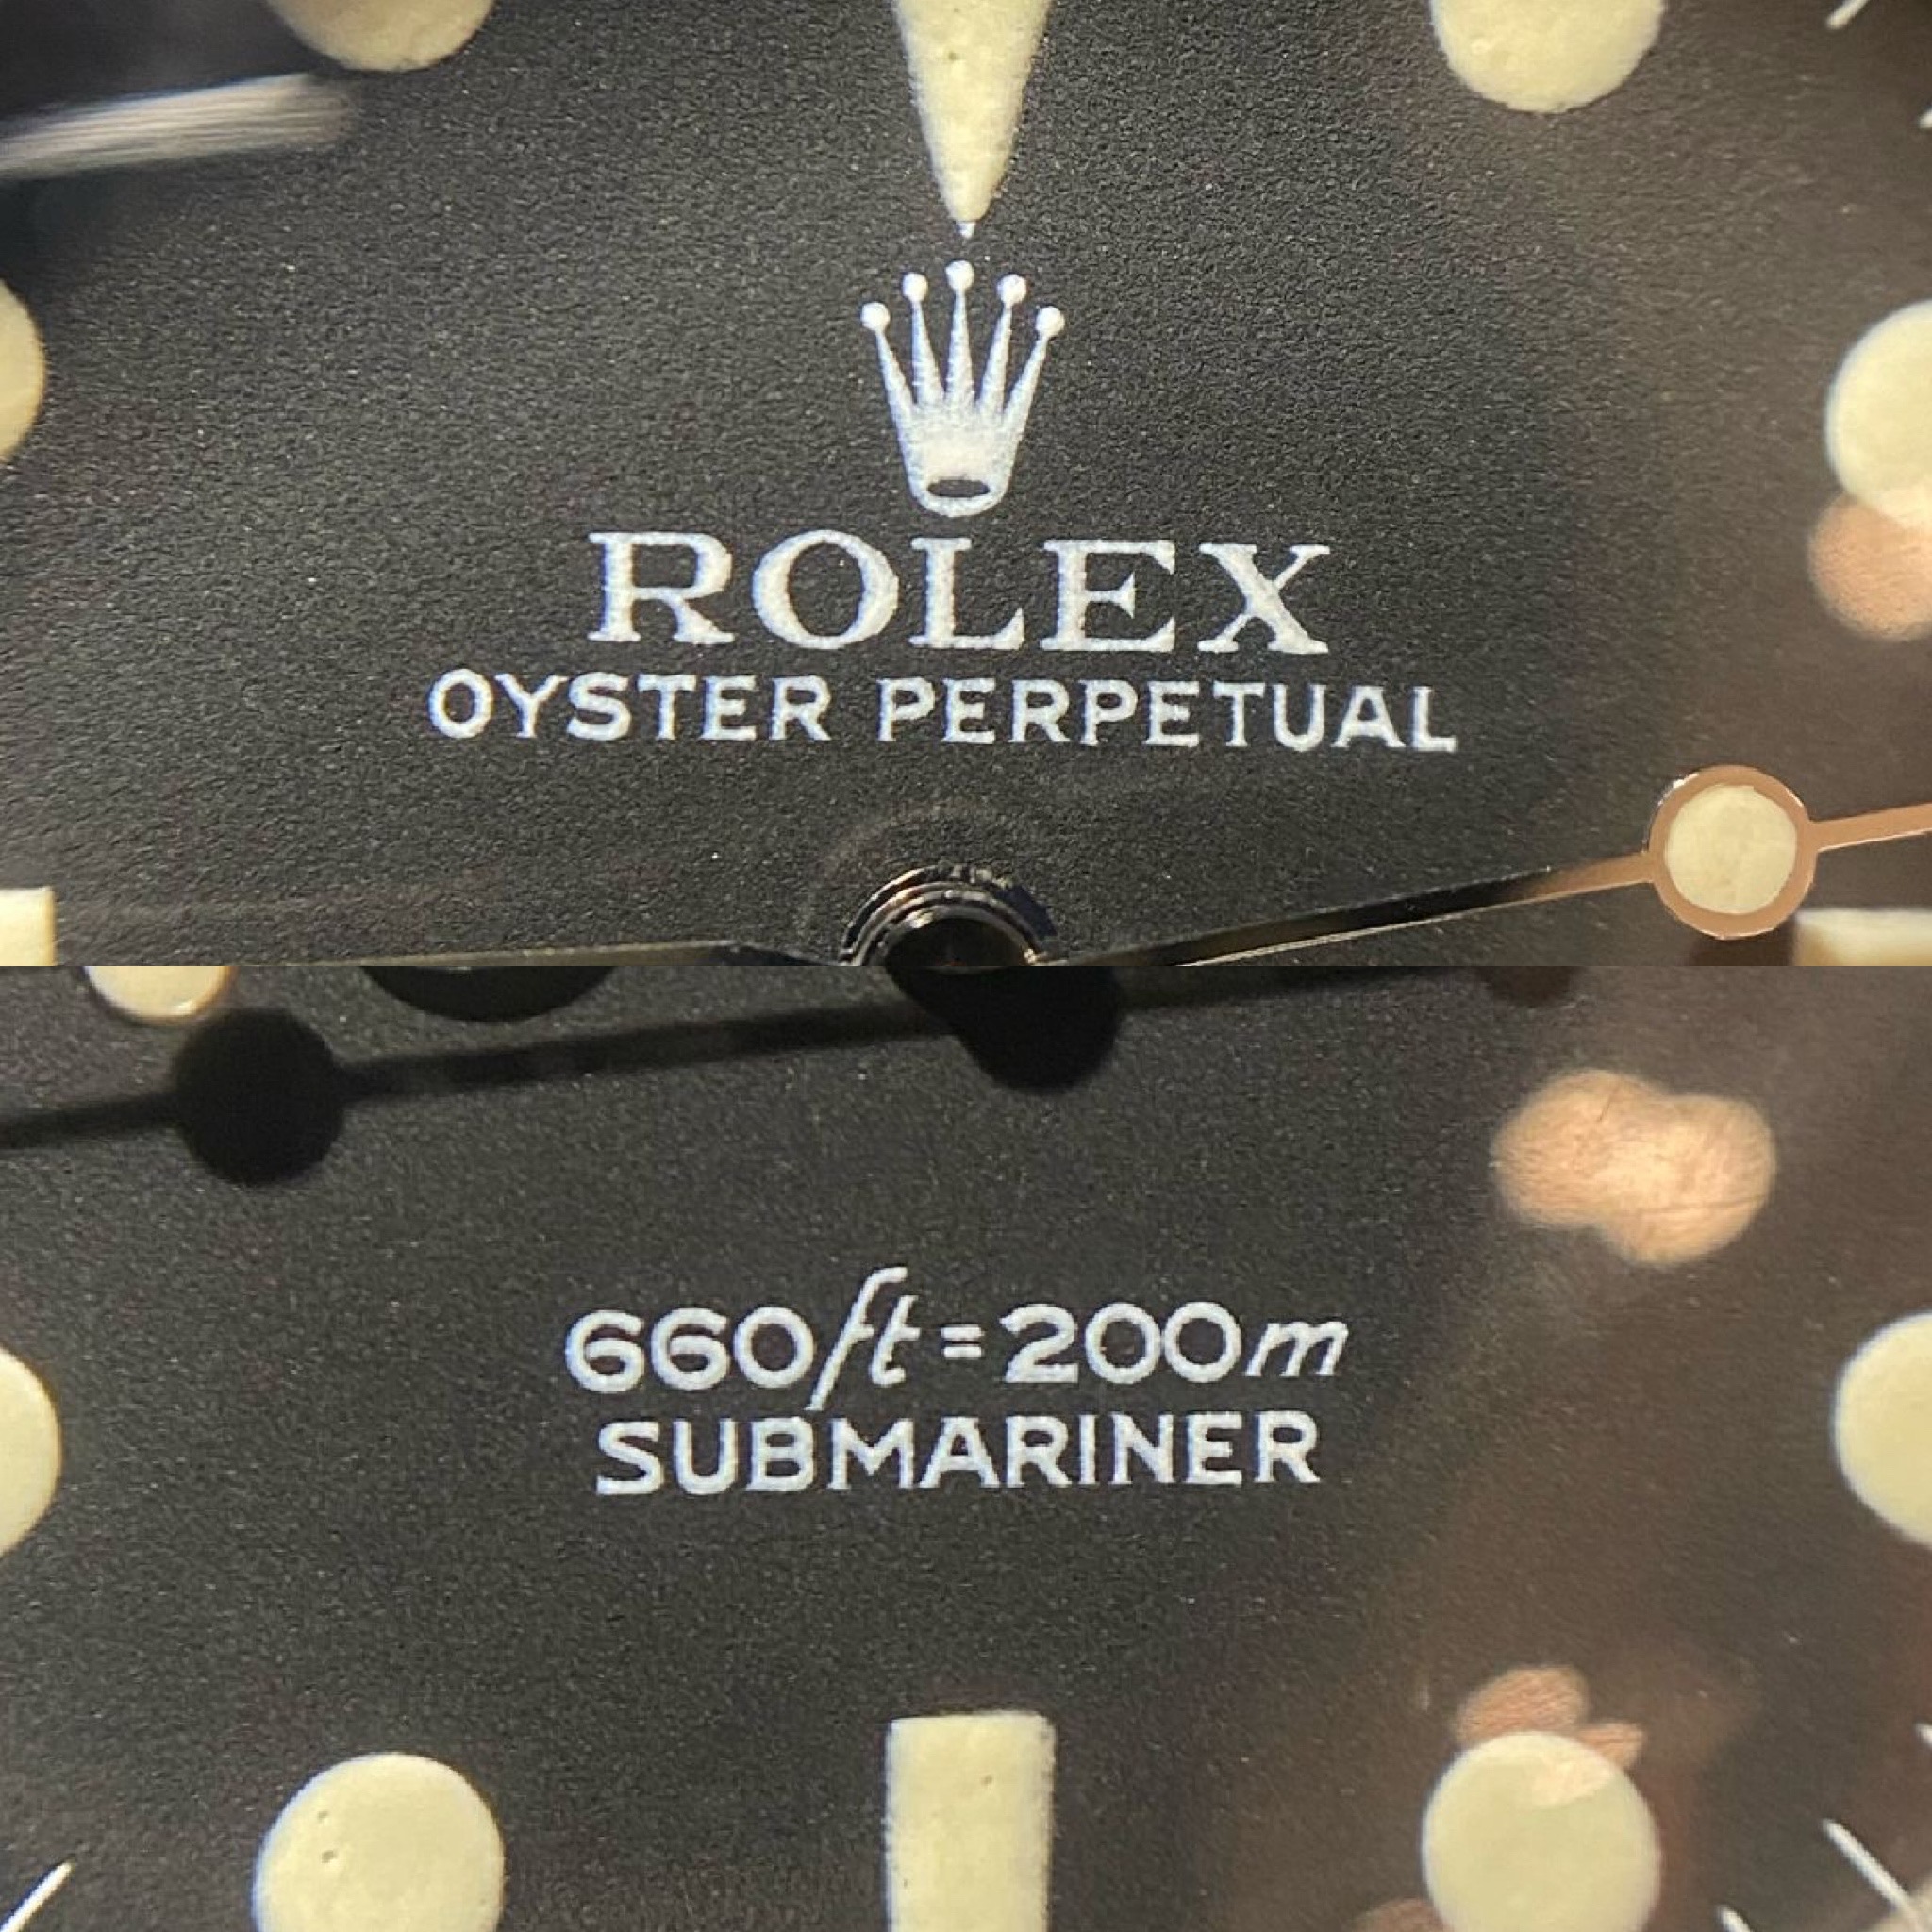 ROLEX
OYSTER PERPETUAL
660ft=200m
SUBMARINER